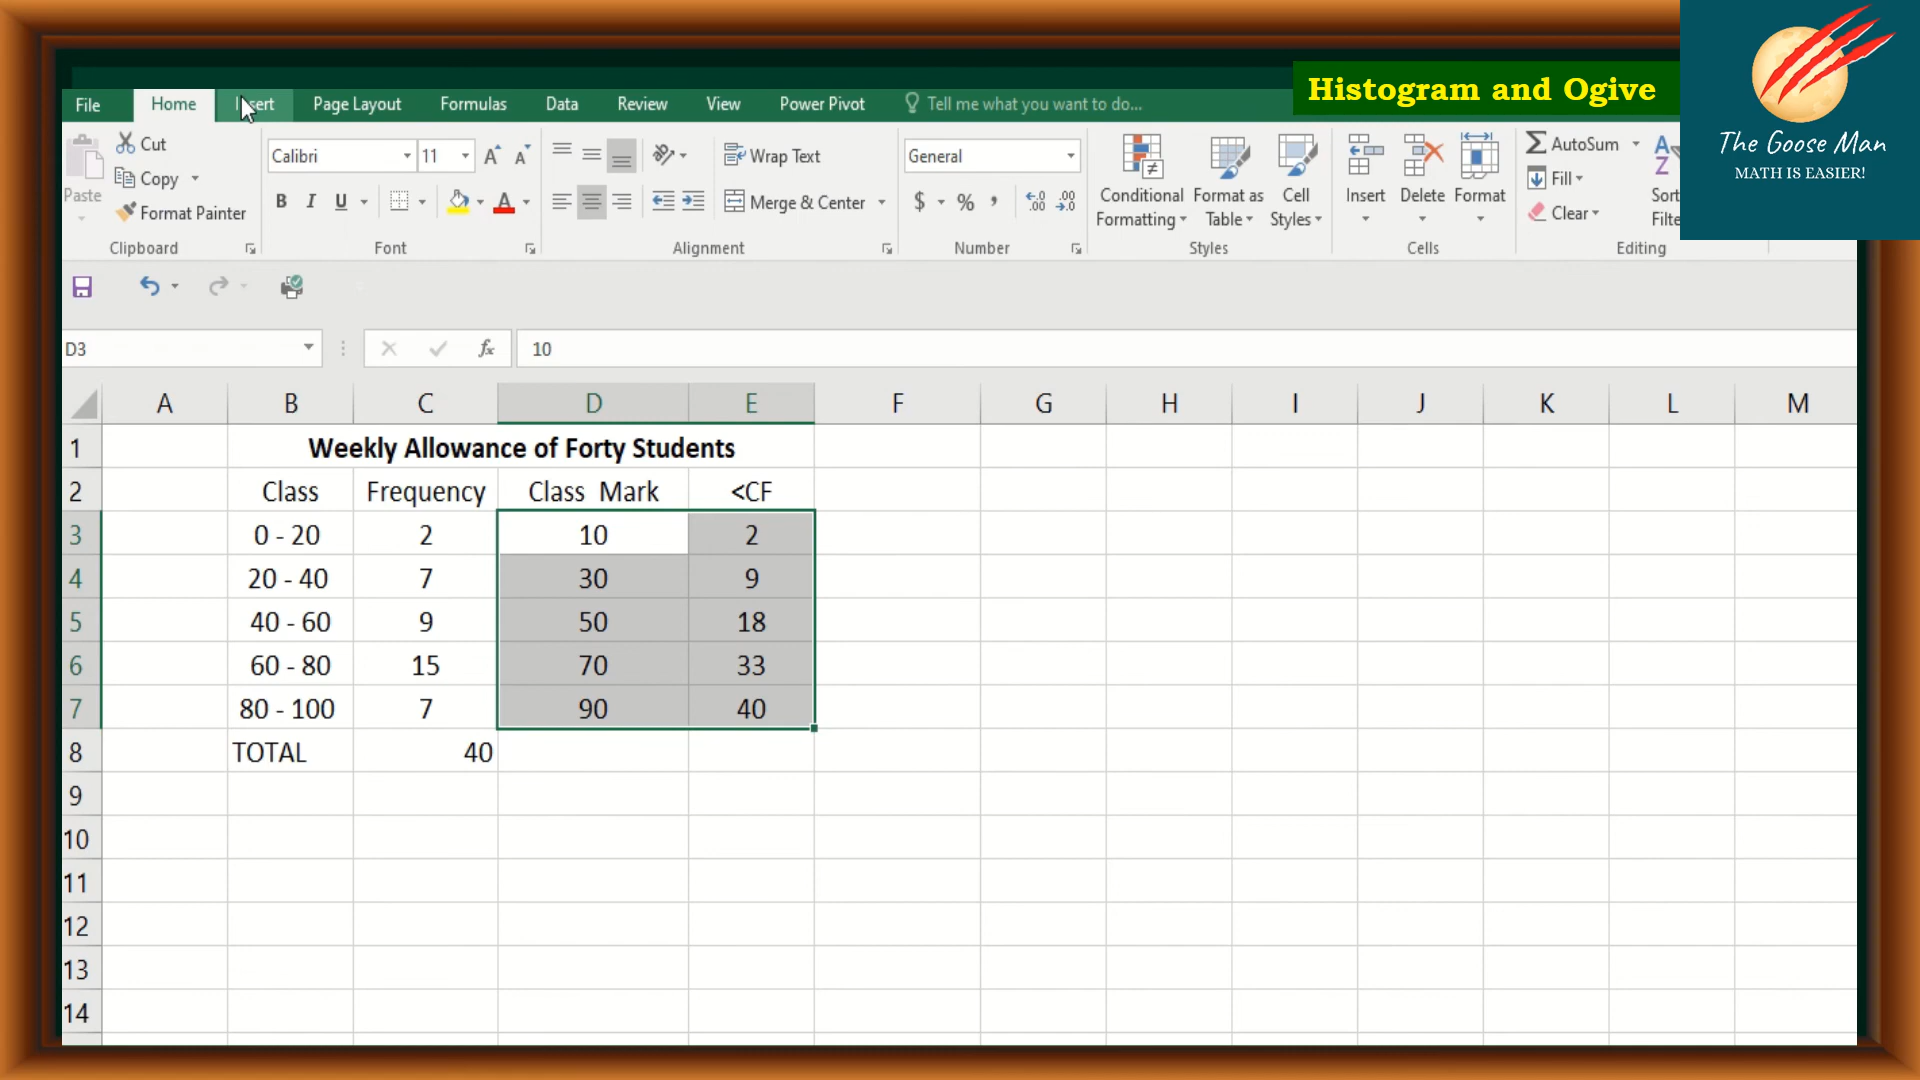 File Home Insert Page Layout Formulas Data Review View Power Pivot Tell me what you want to do...
Histogram and Ogive
The Goose Man
MATH IS EASIER!
Paste
Cut
Copy
Format Painter
Clipboard
Calibri 11
B I U A
Font
Wrap Text
Merge & Center
Alignment
General
$ % ,
Number
Conditional Formatting
Format as Table
Cell Styles
Styles
Insert
Delete
Format
Cells
AutoSum
Fill
Clear
Sort
Editing
D3 fx 10
A B C D E F G H I J K L M
1 Weekly Allowance of Forty Students
2 Class Frequency Class Mark <CF
3 0 - 20 2 10 2
4 20 - 40 7 30 9
5 40 - 60 9 50 18
6 60 - 80 15 70 33
7 80 - 100 7 90 40
8 TOTAL 40
9
10
11
12
13
14